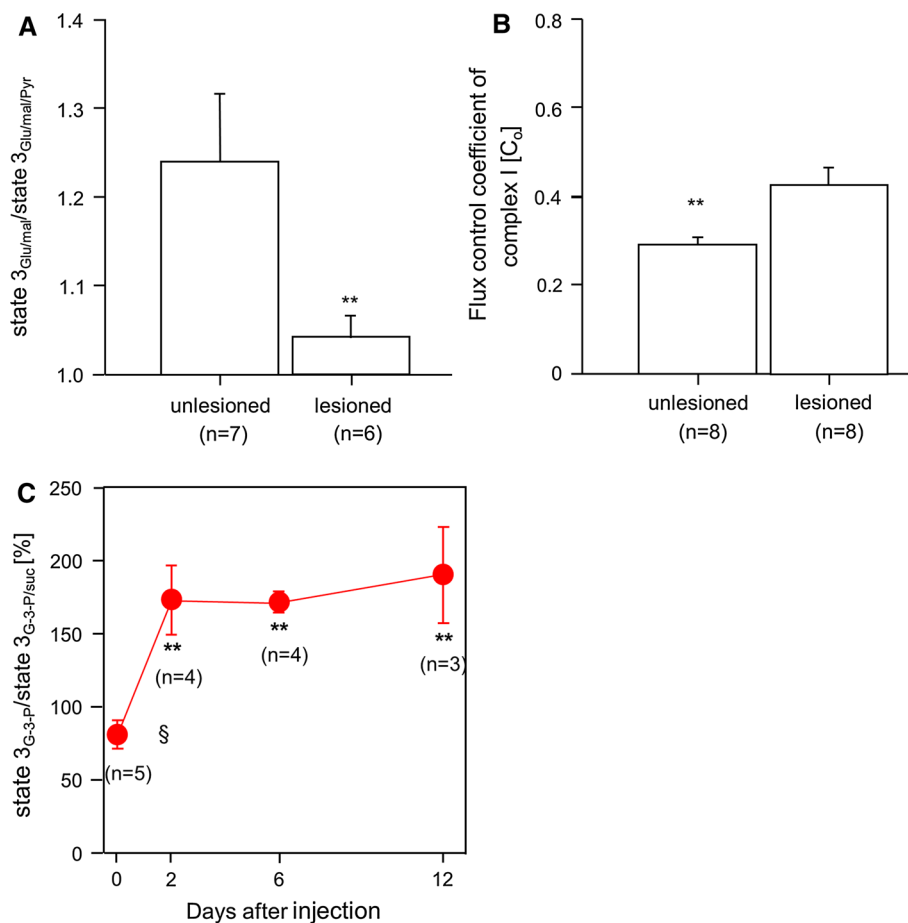 A
state 3Glu/mal/state 3Glu/mal/Pyr
1.4
1.3
1.2
1.1
1.0
**
unlesioned
(n=7)
lesioned
(n=6)
B
Flux control coefficient of
complex I [Co]
0.8
0.6
0.4
0.2
0
**
unlesioned
(n=8)
lesioned
(n=8)
C
state 3G-3-P/state 3G-3-P/suc [%]
250
200
150
100
50
0
(n=5)
§
**
(n=4)
**
(n=4)
**
(n=3)
0 2 6 12
Days after injection